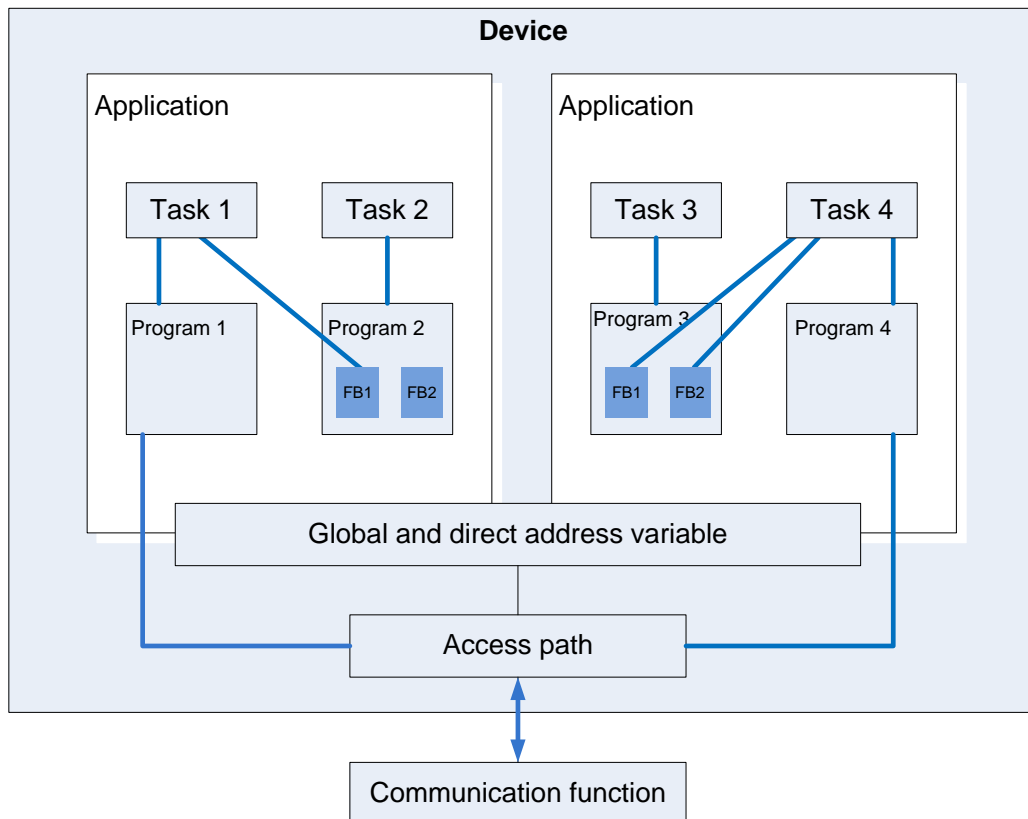 Device
Application
Application
Task 1
Task 2
Task 3
Task 4
Program 1
Program 2
Program 3
Program 4
FB1
FB2
FB1
FB2
Global and direct address variable
Access path
Communication function